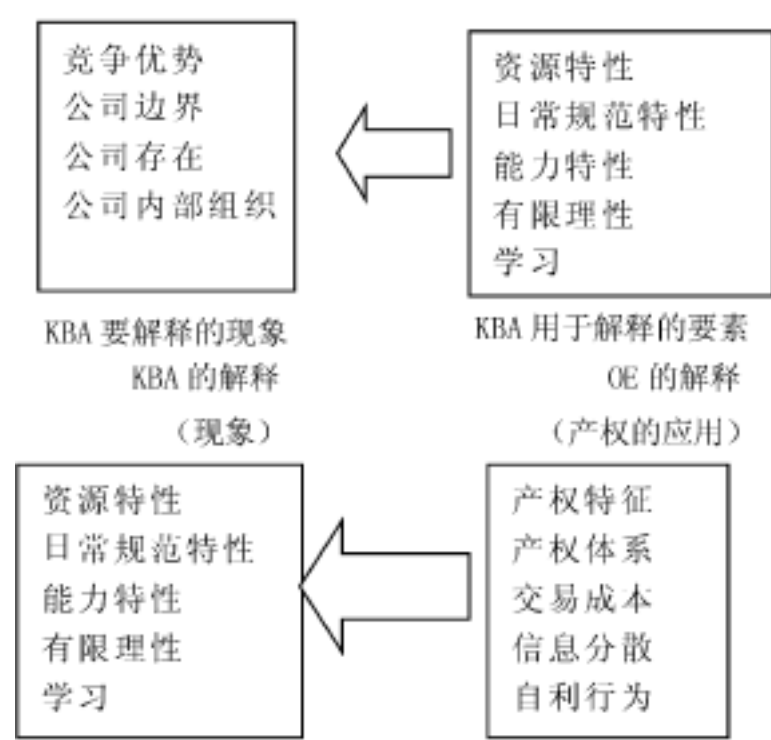 竞争优势
公司边界
公司存在
公司内部组织
资源特性
日常规范特性
能力特性
有限理性
学习
KBA 要解释的现象
KBA 用于解释的要素
KBA 的解释
OE 的解释
（现象）
（产权的应用）
资源特性
日常规范特性
能力特性
有限理性
学习
产权特征
产权体系
交易成本
信息分散
自利行为